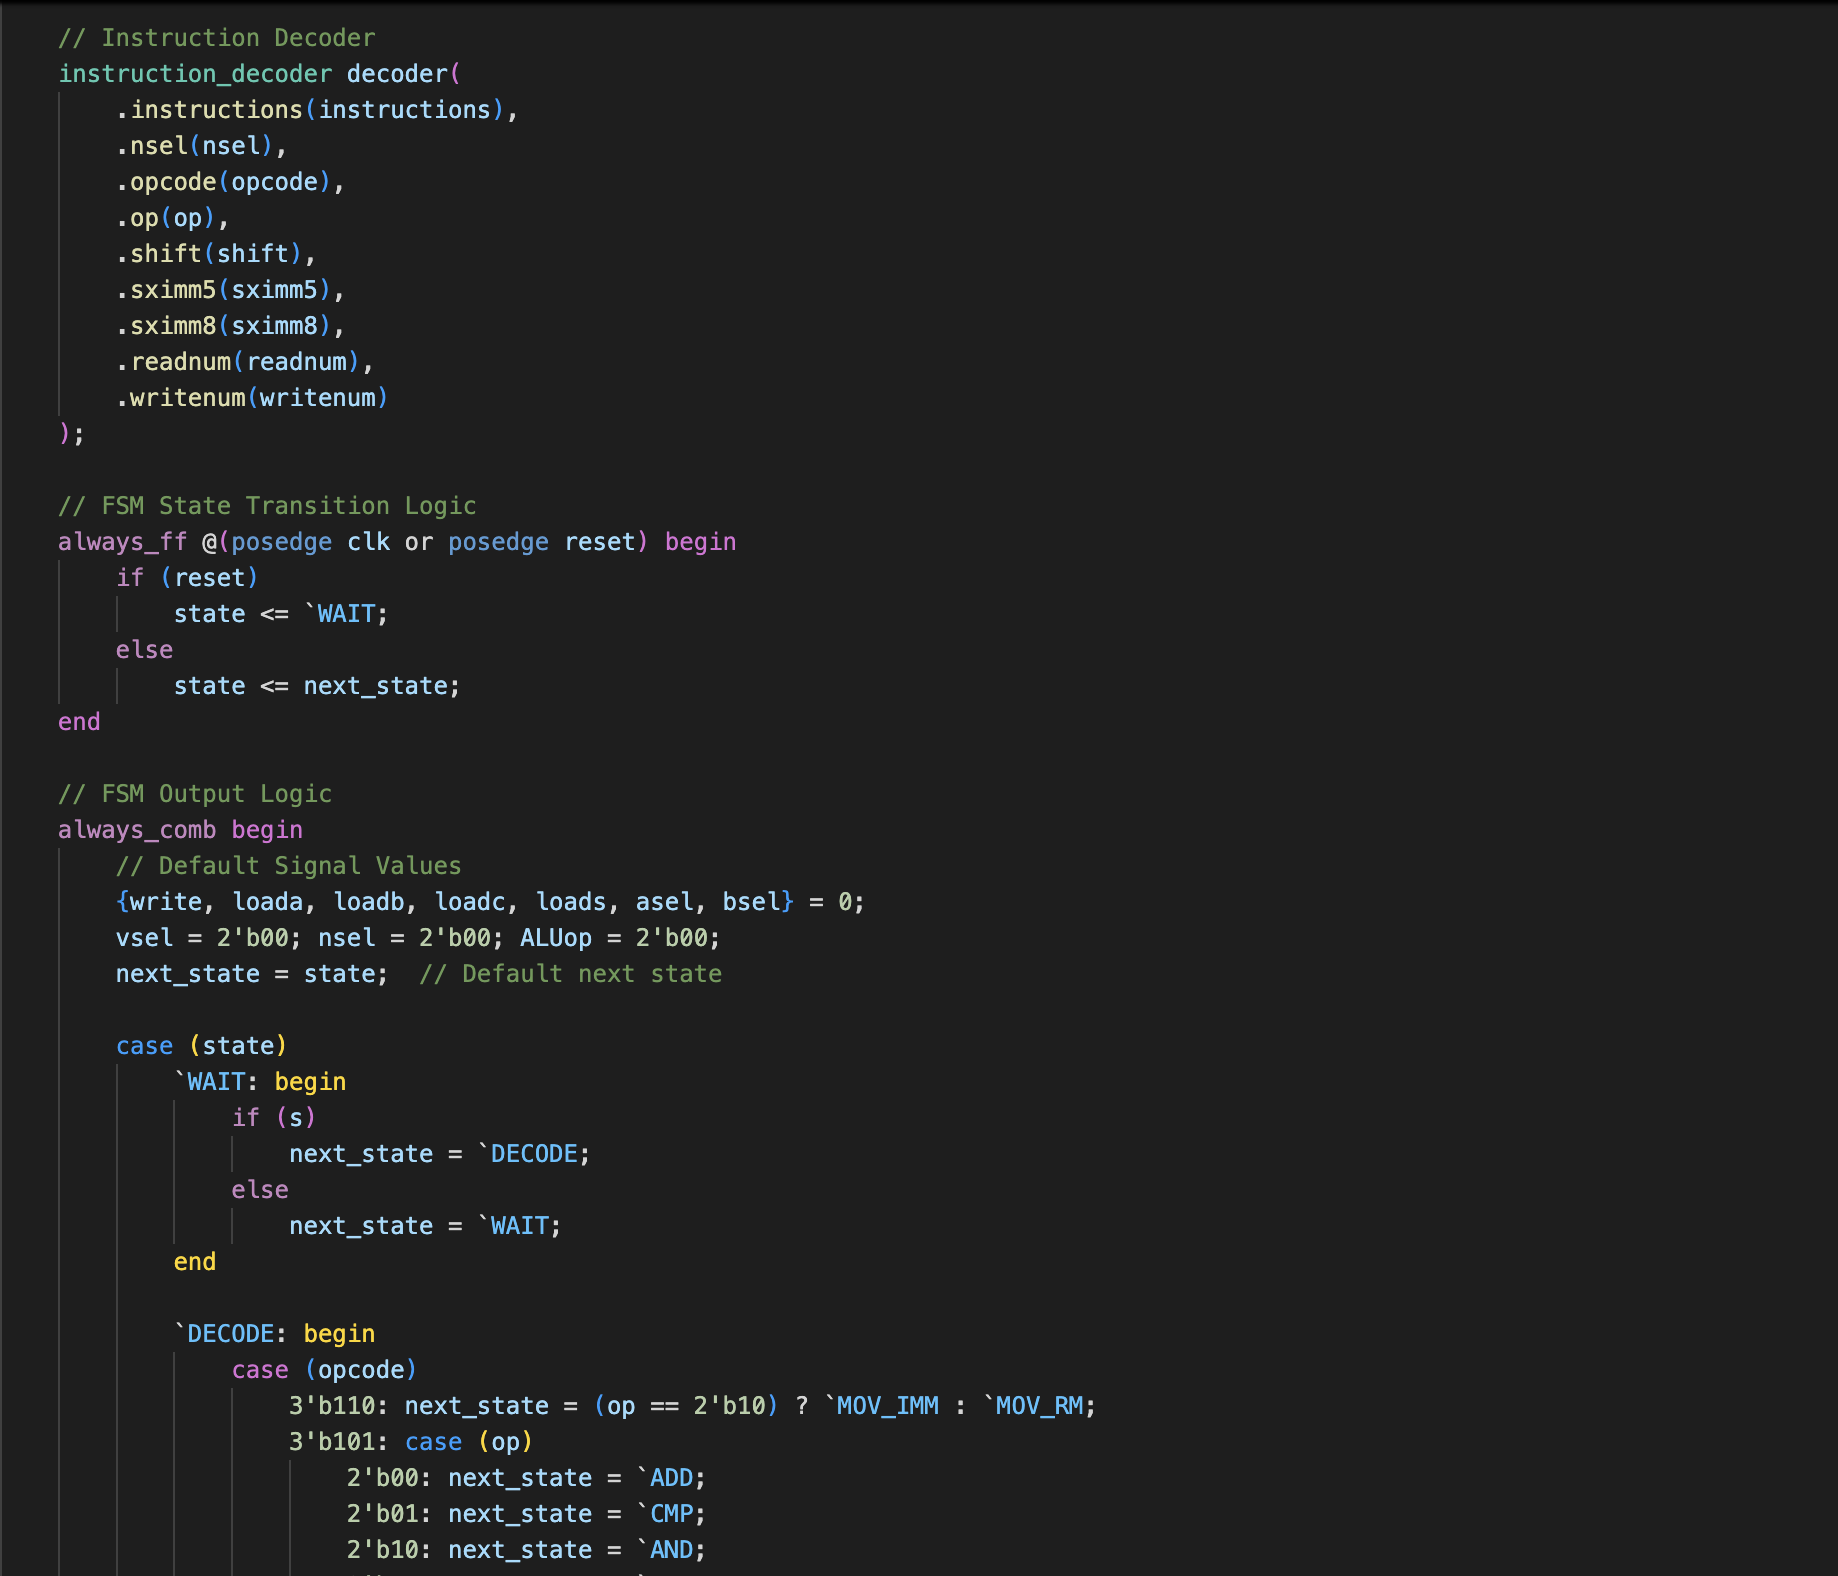 // Instruction Decoder
instruction_decoder decoder(
    .instructions(instructions),
    .nsel(nsel),
    .opcode(opcode),
    .op(op),
    .shift(shift),
    .sximm5(sximm5),
    .sximm8(sximm8),
    .readnum(readnum),
    .writenum(writenum)
);
// FSM State Transition Logic
always_ff @(posedge clk or posedge reset) begin
    if (reset)
        state <= `WAIT;
    else
        state <= next_state;
end
// FSM Output Logic
always_comb begin
    // Default Signal Values
    {write, loada, loadb, loadc, loads, asel, bsel} = 0;
    vsel = 2'b00; nsel = 2'b00; ALUop = 2'b00;
    next_state = state;  // Default next state
    case (state)
        `WAIT: begin
            if (s)
                next_state = `DECODE;
            else
                next_state = `WAIT;
        end
        `DECODE: begin
            case (opcode)
                3'b110: next_state = (op == 2'b10) ? `MOV_IMM : `MOV_RM;
                3'b101: case (op)
                    2'b00: next_state = `ADD;
                    2'b01: next_state = `CMP;
                    2'b10: next_state = `AND;